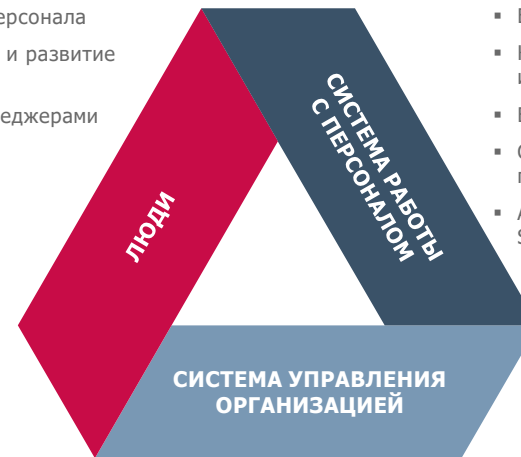 ерсонала
и развитие
еджерами
ЛЮДИ
СИСТЕМА РАБОТЫ
С ПЕРСОНАЛОМ
СИСТЕМА УПРАВЛЕНИЯ
ОРГАНИЗАЦИЕЙ